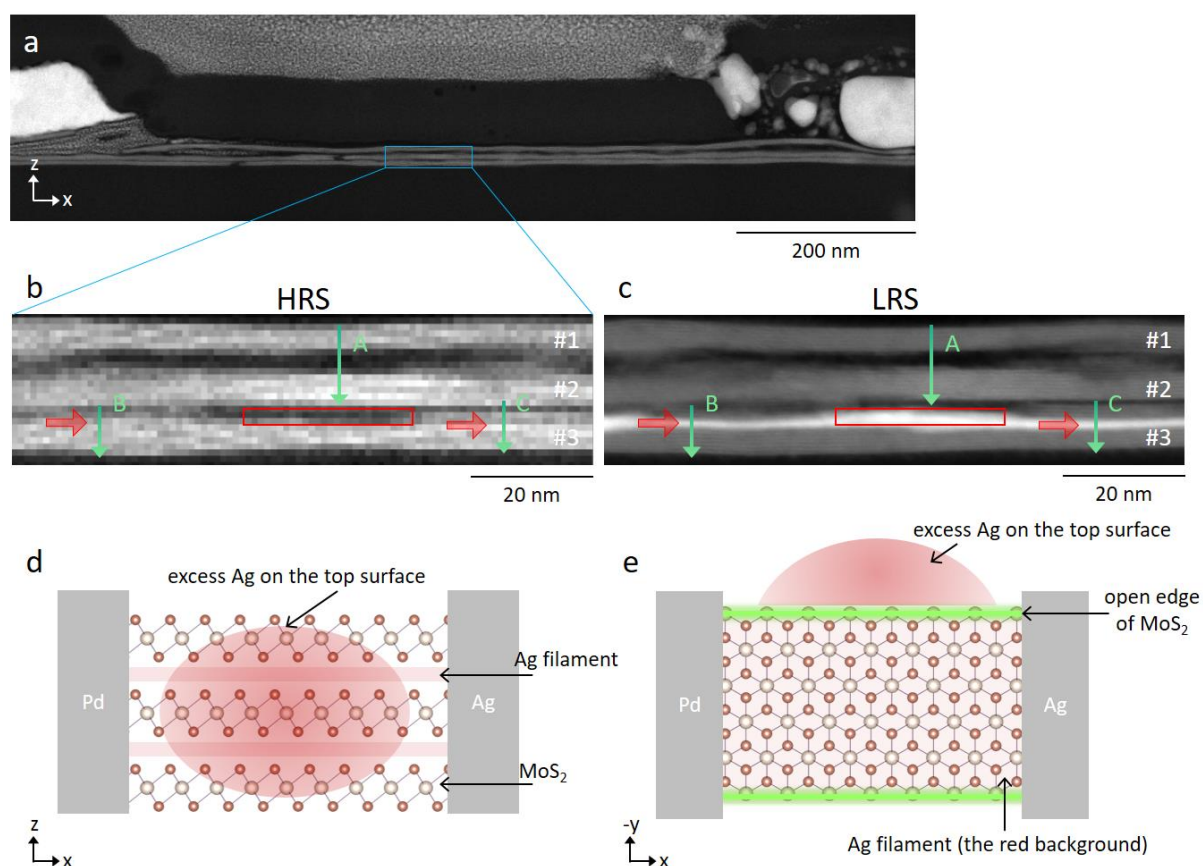 a
z
x
200 nm
b
HRS
A
#1
#2
B
C
#3
20 nm
c
LRS
A
#1
#2
B
C
#3
20 nm
d
excess Ag on the top surface
Ag filament
Pd
Ag
MoS2
z
x
e
excess Ag on the top surface
open edge
of MoS2
Pd
Ag
-y
x
Ag filament (the red background)